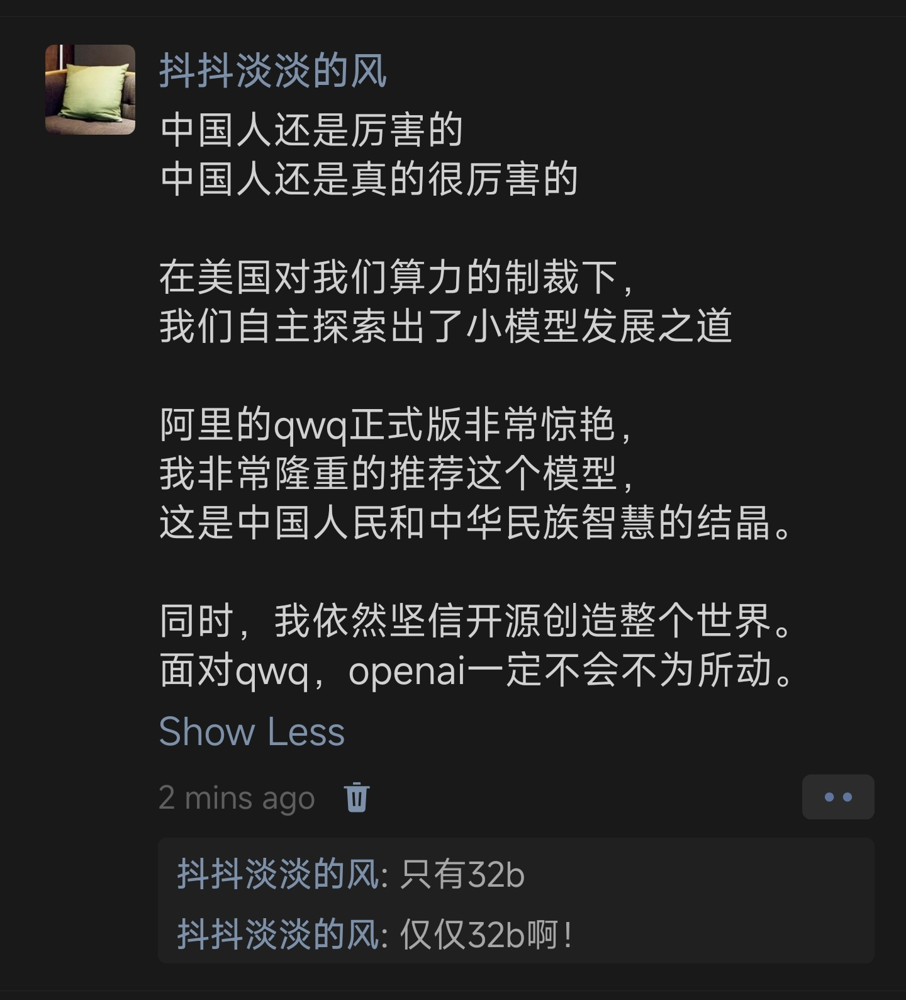 抖抖淡淡的风
中国人还是厉害的
中国人还是真的很厉害的
在美国对我们算力的制裁下，
我们自主探索出了小模型发展之道
阿里的qwq正式版非常惊艳，
我非常隆重的推荐这个模型，
这是中国人民和中华民族智慧的结晶。
同时，我依然坚信开源创造整个世界。
面对qwq，openai一定不会不为所动。
Show Less
2 mins ago
抖抖淡淡的风: 只有32b
抖抖淡淡的风: 仅仅32b啊！